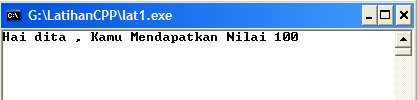 G:\LatihanCPP\lat1.exe
Hai dita , Kamu Mendapatkan Nilai 100